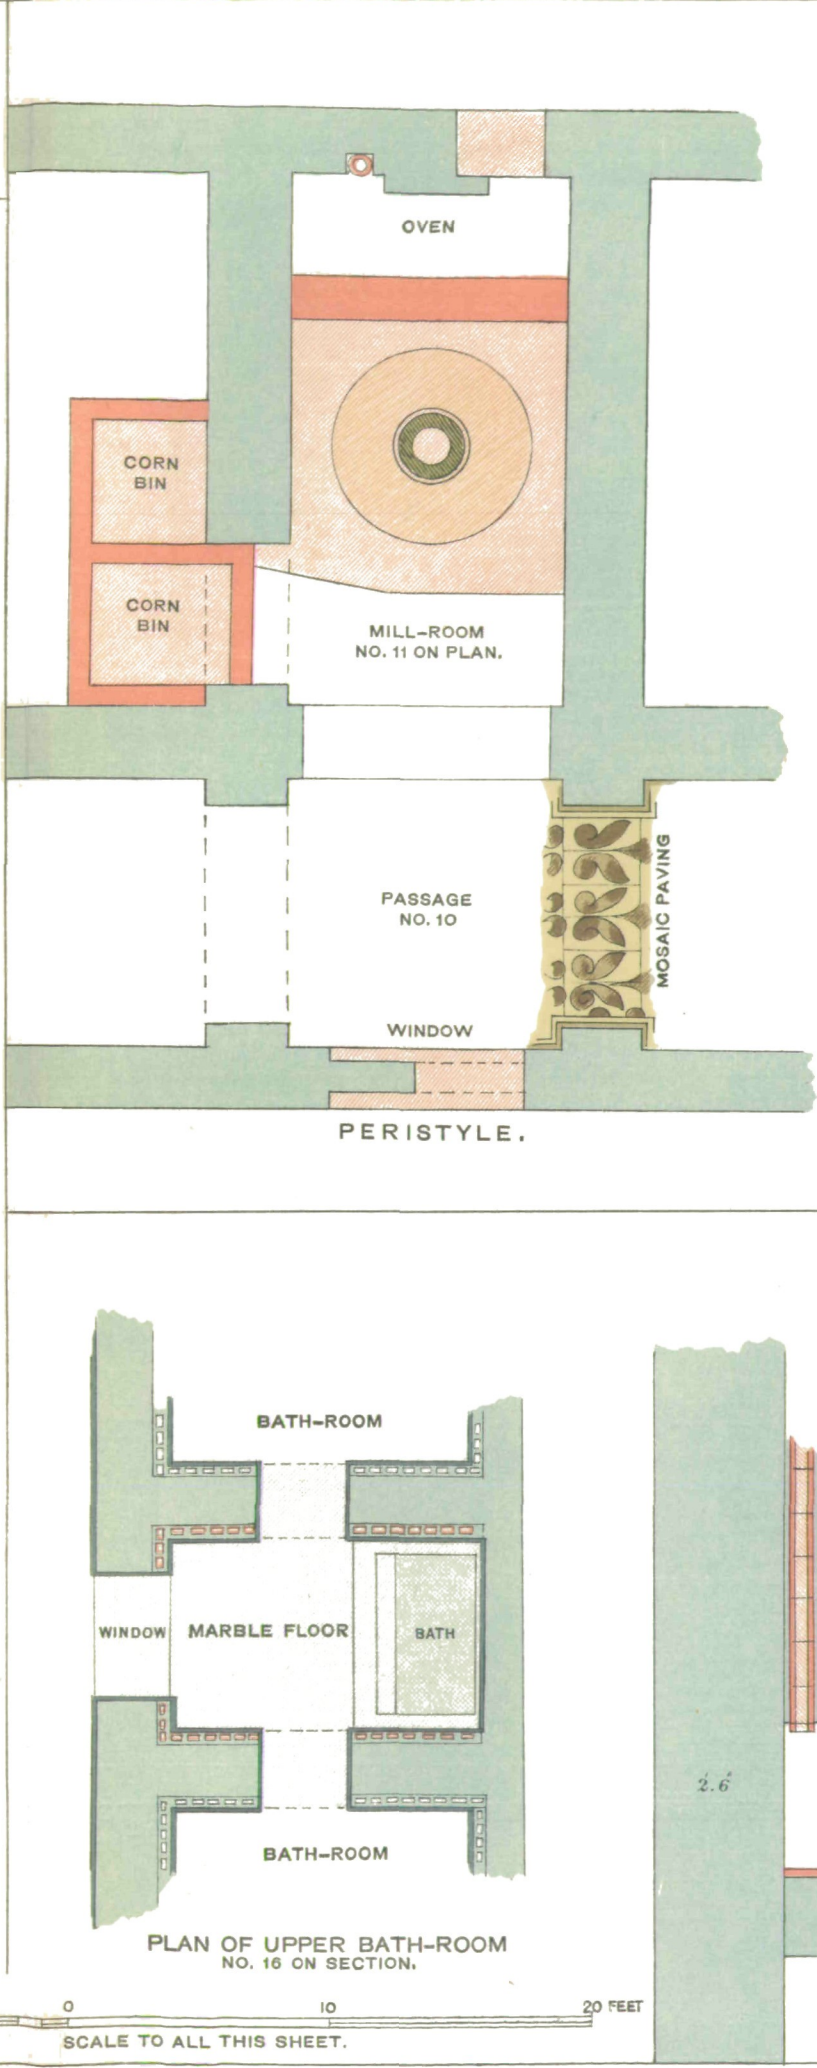 OVEN
CORN
BIN
CORN
BIN
MILL-ROOM
NO. 11 ON PLAN.
PASSAGE
NO. 10
MOSAIC PAVING
WINDOW
PERISTYLE.
BATH-ROOM
WINDOW
MARBLE FLOOR
BATH
2.6
BATH-ROOM
PLAN OF UPPER BATH-ROOM
NO. 16 ON SECTION.
0 10 20 FEET
SCALE TO ALL THIS SHEET.